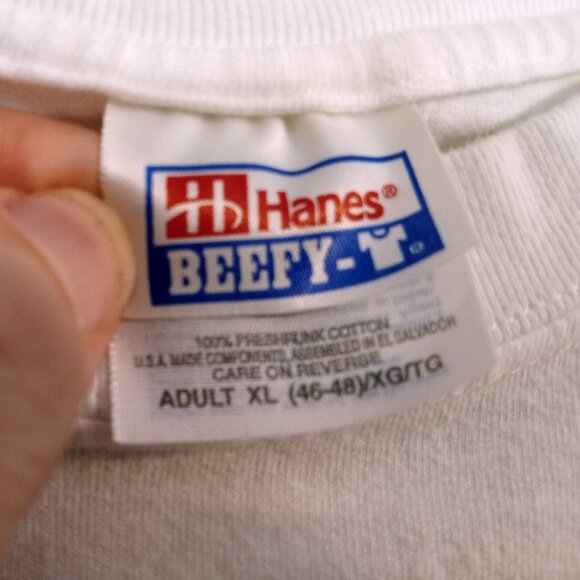 Hanes®
BEEFY-
100% PRESHRUNK COTTON
U.S.A. MADE COMPONENTS, ASSEMBLED IN EL SALVADOR
CARE ON REVERSE
ADULT XL (46-48)/XG/TG